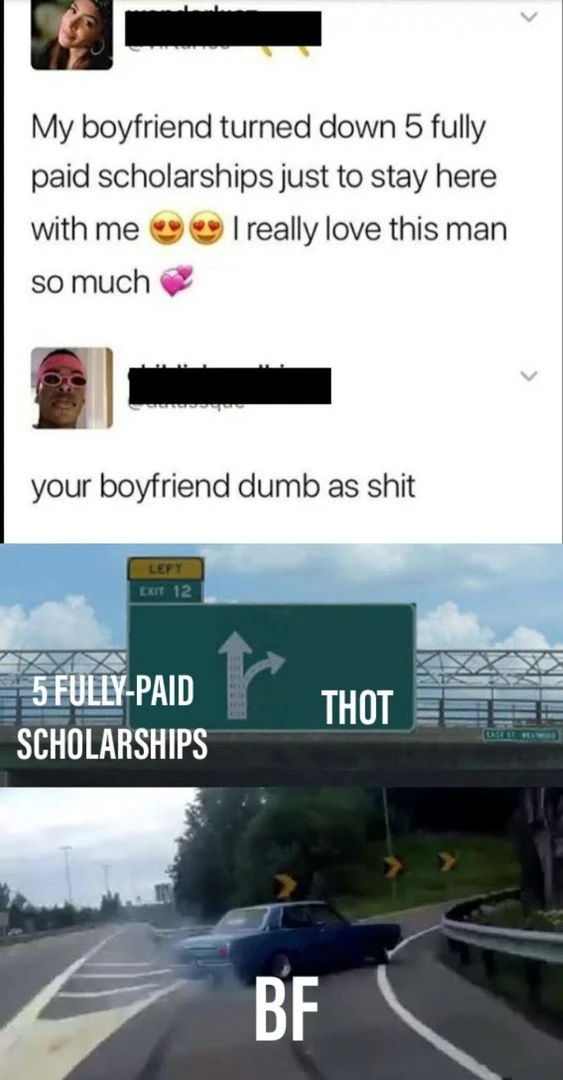 My boyfriend turned down 5 fully
paid scholarships just to stay here
with me 😍😍 I really love this man
so much 💞
your boyfriend dumb as shit
LEFT
EXIT 12
5 FULLY-PAID
SCHOLARSHIPS
THOT
BF